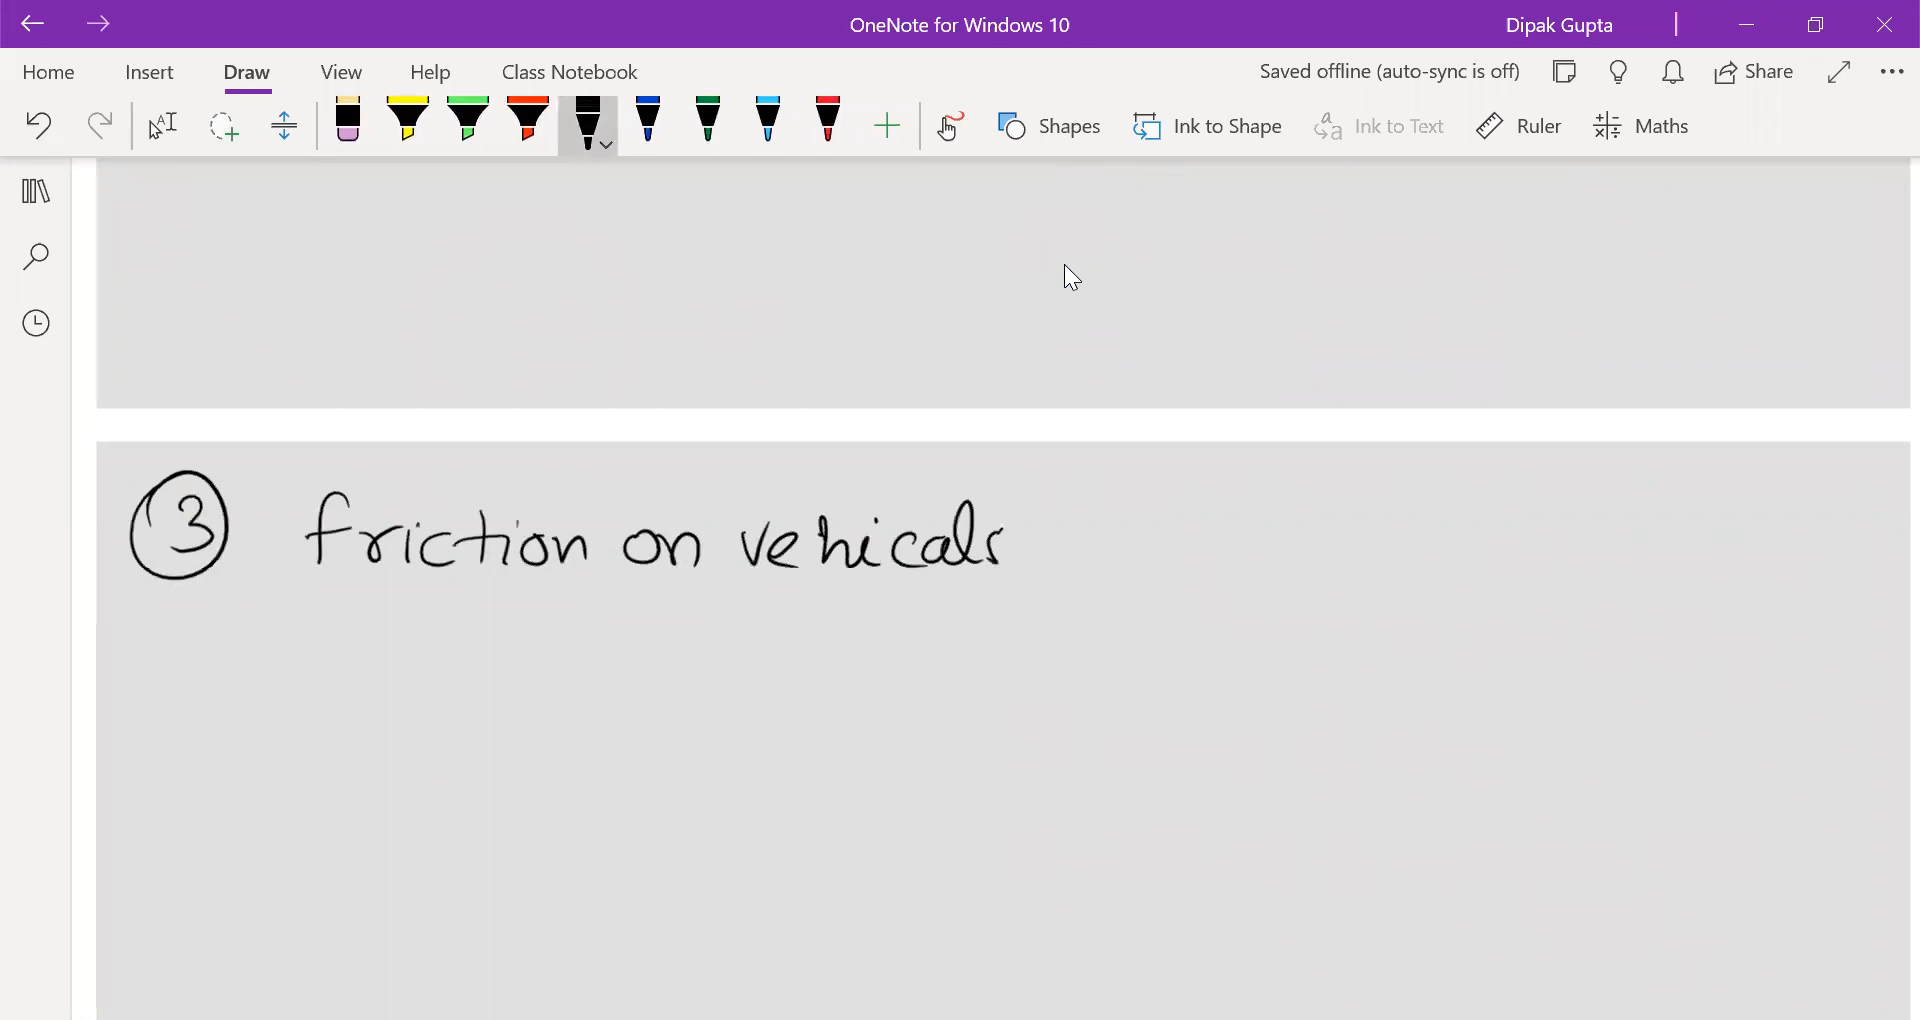 OneNote for Windows 10
Dipak Gupta
Home Insert Draw View Help Class Notebook
Saved offline (auto-sync is off) Share
Shapes Ink to Shape Ink to Text Ruler Maths
3 friction on vehicals